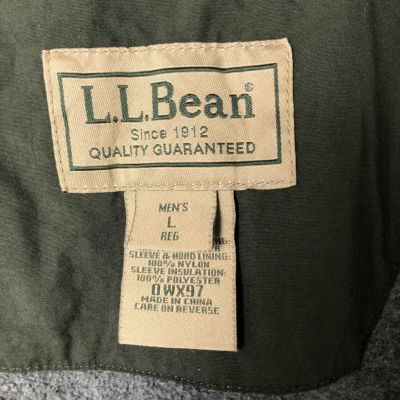 L.L.Bean®
Since 1912
QUALITY GUARANTEED
MEN'S
L
REG
SLEEVE & HOOD LINING:
100% NYLON
SLEEVE INSULATION:
100% POLYESTER
0WX97
MADE IN CHINA
CARE ON REVERSE